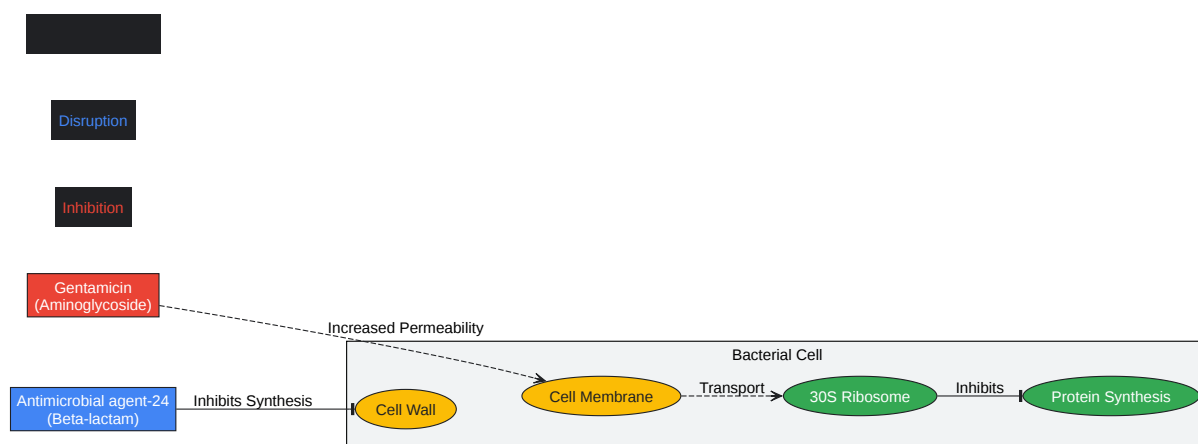 Disruption
Inhibition
Gentamicin
(Aminoglycoside)
Increased Permeability
Bacterial Cell
Antimicrobial agent-24
(Beta-lactam)
Inhibits Synthesis
Cell Wall
Cell Membrane
Transport
30S Ribosome
Inhibits
Protein Synthesis